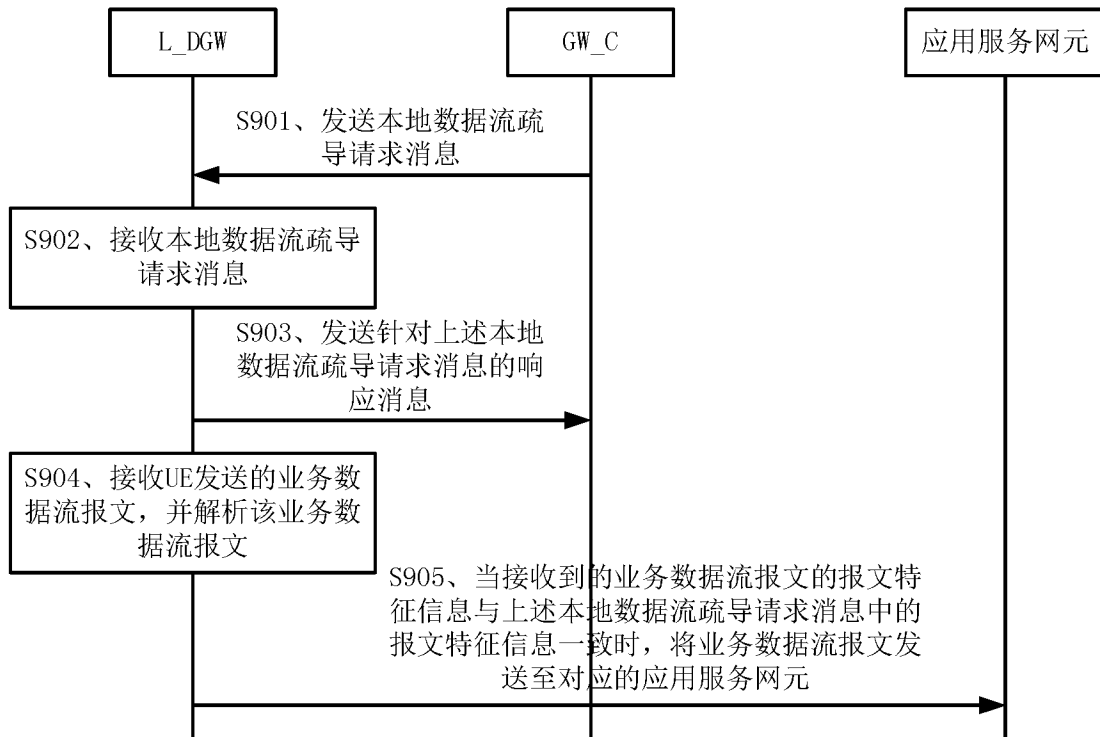 L_DGW
GW_C
应用服务网元
S901、发送本地数据流疏
导请求消息
S902、接收本地数据流疏导
请求消息
S903、发送针对上述本地
数据流疏导请求消息的响
应消息
S904、接收UE发送的业务数
据流报文，并解析该业务数
据流报文
S905、当接收到的业务数据流报文的报文特
征信息与上述本地数据流疏导请求消息中的
报文特征信息一致时，将业务数据流报文发
送至对应的应用服务网元